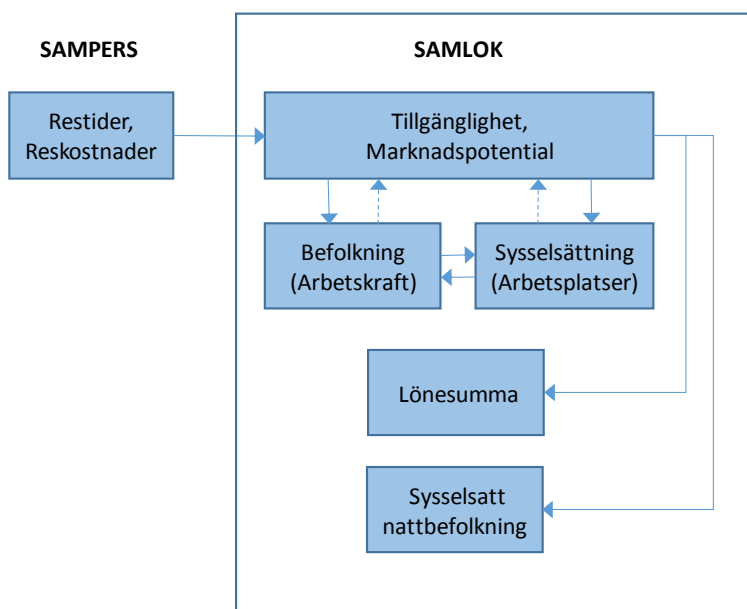 SAMPERS
SAMLOK
Restider,
Reskostnader
Tillgänglighet,
Marknadspotential
Befolkning
(Arbetskraft)
Sysselsättning
(Arbetsplatser)
Lönesumma
Sysselsatt
nattbefolkning